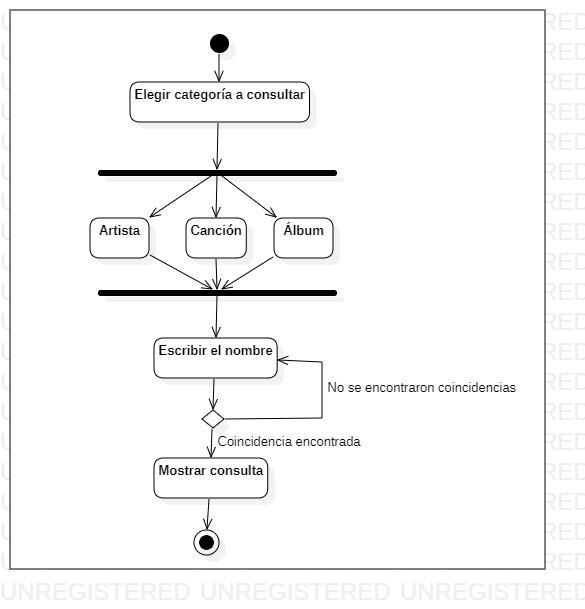 Elegir categoría a consultar
Artista
Canción
Álbum
Escribir el nombre
No se encontraron coincidencias
Coincidencia encontrada
Mostrar consulta
UNREGISTERED UNREGISTERED UNREGISTERED